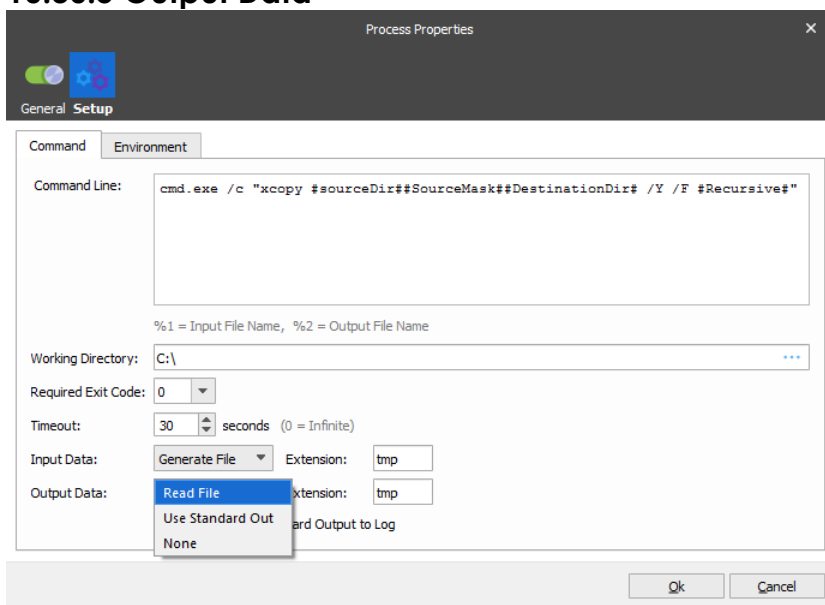 Process Properties
General Setup
Command Environment
Command Line: cmd.exe /c "xcopy #sourceDir##SourceMask##DestinationDir# /Y /F #Recursive#"
%1 = Input File Name, %2 = Output File Name
Working Directory: C:\ ...
Required Exit Code: 0
Timeout: 30 seconds (0 = Infinite)
Input Data: Generate File Extension: tmp
Output Data: Read File xtension: tmp
Use Standard Out ard Output to Log
None
Ok Cancel